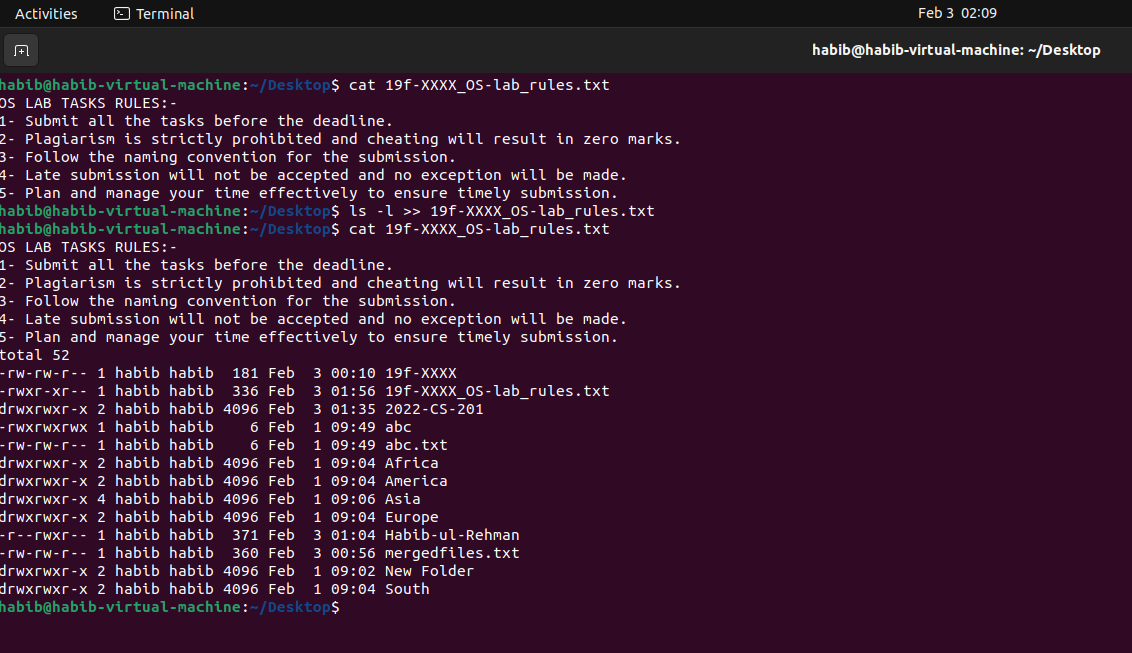 Activities Terminal Feb 3 02:09
habib@habib-virtual-machine: ~/Desktop
habib@habib-virtual-machine:~/Desktop$ cat 19f-XXXX_OS-lab_rules.txt
OS LAB TASKS RULES:-
1- Submit all the tasks before the deadline.
2- Plagiarism is strictly prohibited and cheating will result in zero marks.
3- Follow the naming convention for the submission.
4- Late submission will not be accepted and no exception will be made.
5- Plan and manage your time effectively to ensure timely submission.
habib@habib-virtual-machine:~/Desktop$ ls -l >> 19f-XXXX_OS-lab_rules.txt
habib@habib-virtual-machine:~/Desktop$ cat 19f-XXXX_OS-lab_rules.txt
OS LAB TASKS RULES:-
1- Submit all the tasks before the deadline.
2- Plagiarism is strictly prohibited and cheating will result in zero marks.
3- Follow the naming convention for the submission.
4- Late submission will not be accepted and no exception will be made.
5- Plan and manage your time effectively to ensure timely submission.
total 52
-rw-rw-r-- 1 habib habib  181 Feb  3 00:10 19f-XXXX
-rwxr-xr-- 1 habib habib  336 Feb  3 01:56 19f-XXXX_OS-lab_rules.txt
drwxrwxr-x 2 habib habib 4096 Feb  3 01:35 2022-CS-201
-rwxrwxrwx 1 habib habib    6 Feb  1 09:49 abc
-rw-rw-r-- 1 habib habib    6 Feb  1 09:49 abc.txt
drwxrwxr-x 2 habib habib 4096 Feb  1 09:04 Africa
drwxrwxr-x 2 habib habib 4096 Feb  1 09:04 America
drwxrwxr-x 4 habib habib 4096 Feb  1 09:06 Asia
drwxrwxr-x 2 habib habib 4096 Feb  1 09:04 Europe
-r--rwxr-- 1 habib habib  371 Feb  3 01:04 Habib-ul-Rehman
-rw-rw-r-- 1 habib habib  360 Feb  3 00:56 mergedfiles.txt
drwxrwxr-x 2 habib habib 4096 Feb  1 09:02 New Folder
drwxrwxr-x 2 habib habib 4096 Feb  1 09:04 South
habib@habib-virtual-machine:~/Desktop$